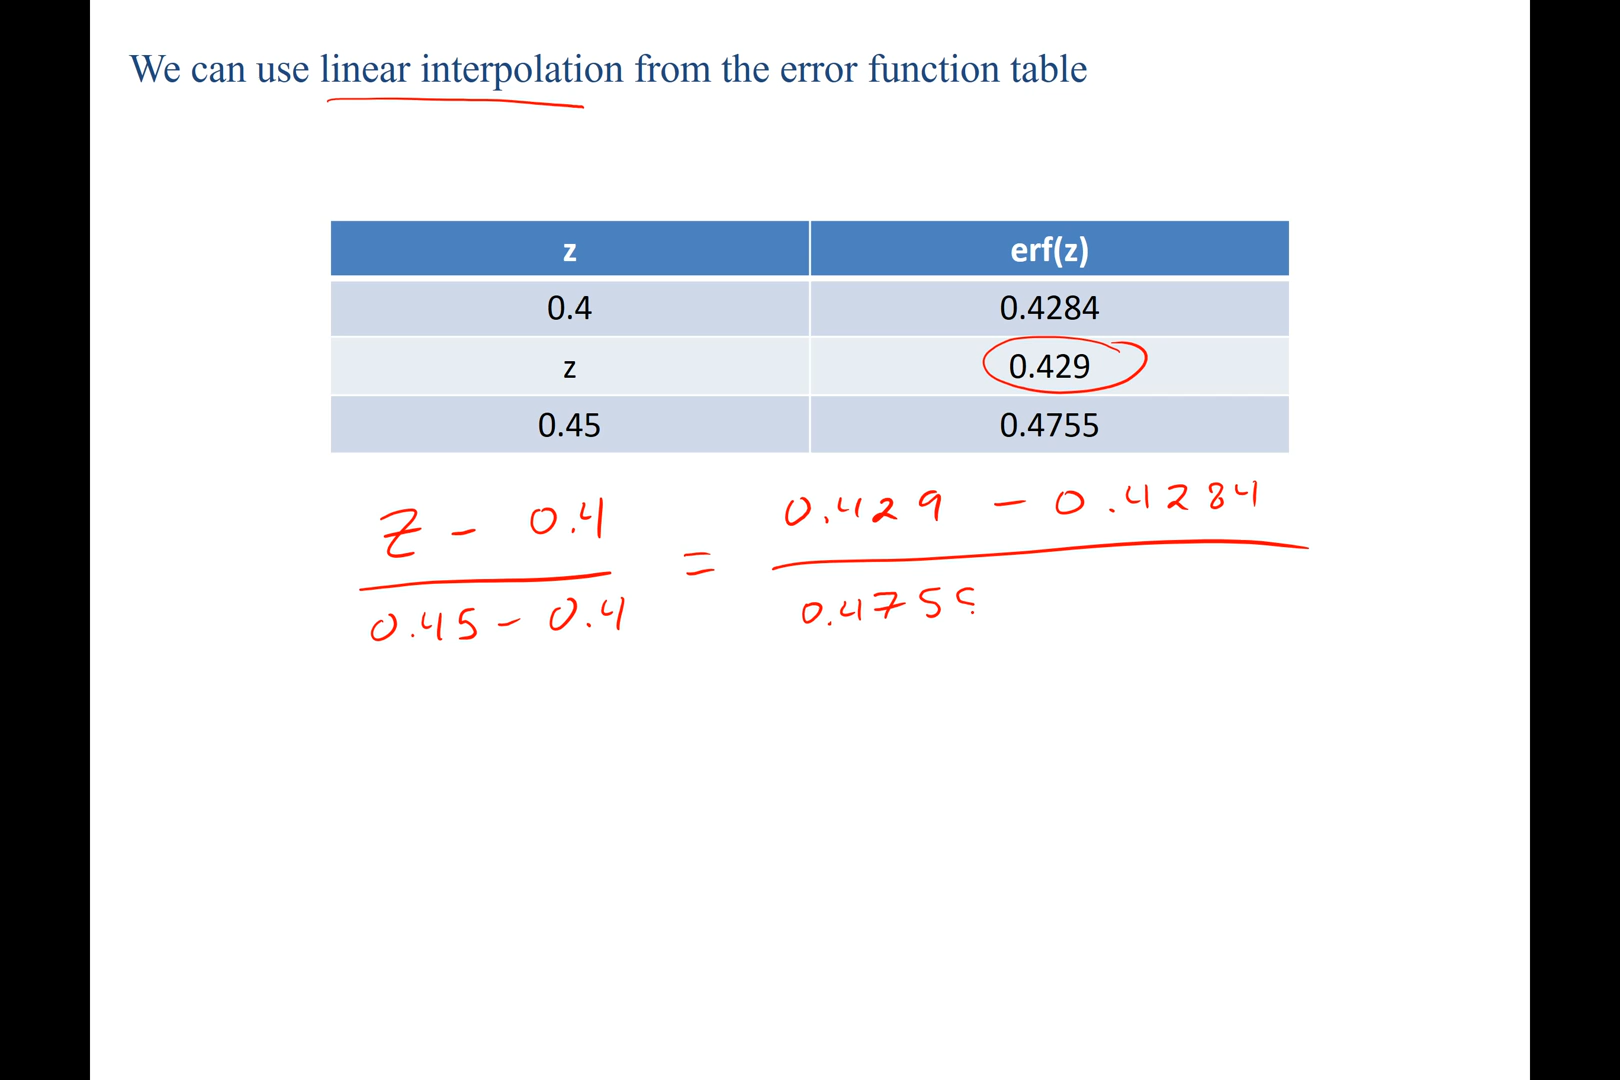 We can use linear interpolation from the error function table
z erf(z)
0.4 0.4284
z 0.429
0.45 0.4755
z - 0.4 = 0.429 - 0.4284
0.45 - 0.4 0.4755